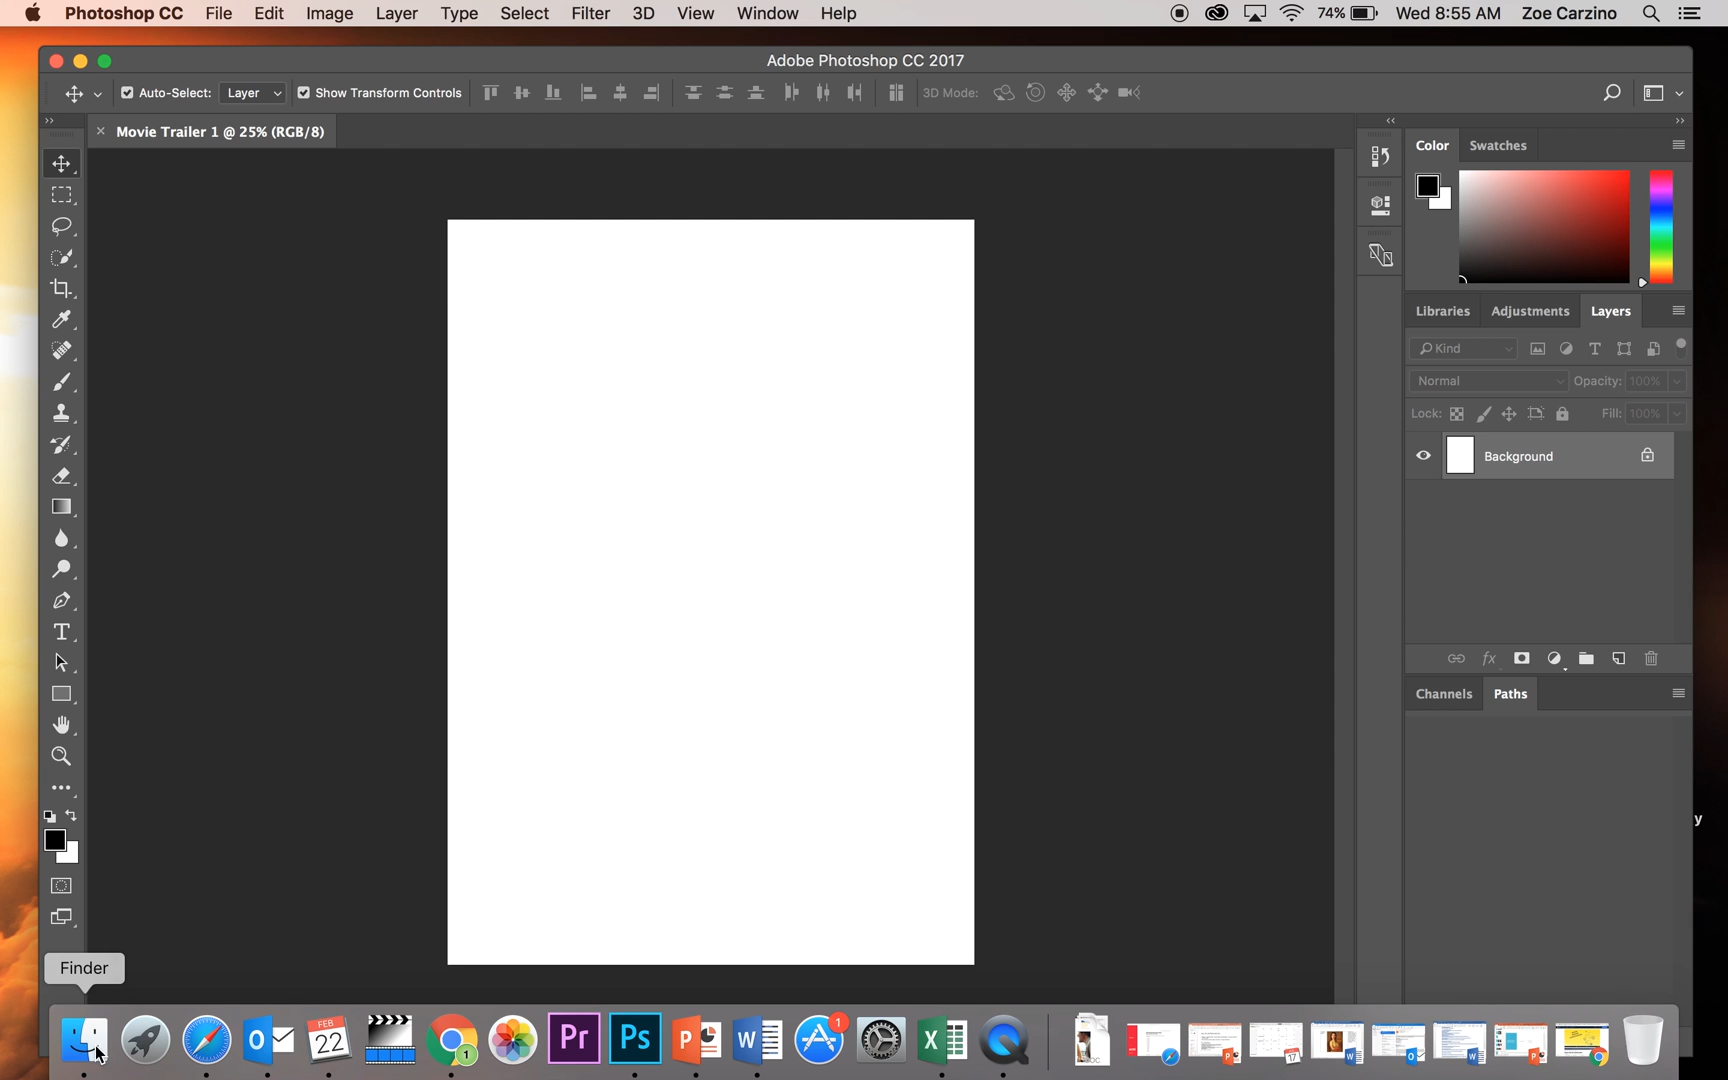 Photoshop CC File Edit Image Layer Type Select Filter 3D View Window Help 74% Wed 8:55 AM Zoe Carzino
Adobe Photoshop CC 2017
Auto-Select: Layer Show Transform Controls 3D Mode:
Movie Trailer 1 @ 25% (RGB/8)
Color Swatches
Libraries Adjustments Layers
Kind
Normal Opacity: 100%
Lock: Fill: 100%
Background
Channels Paths
y
Finder
FEB
22
1
Pr
Ps
1
17